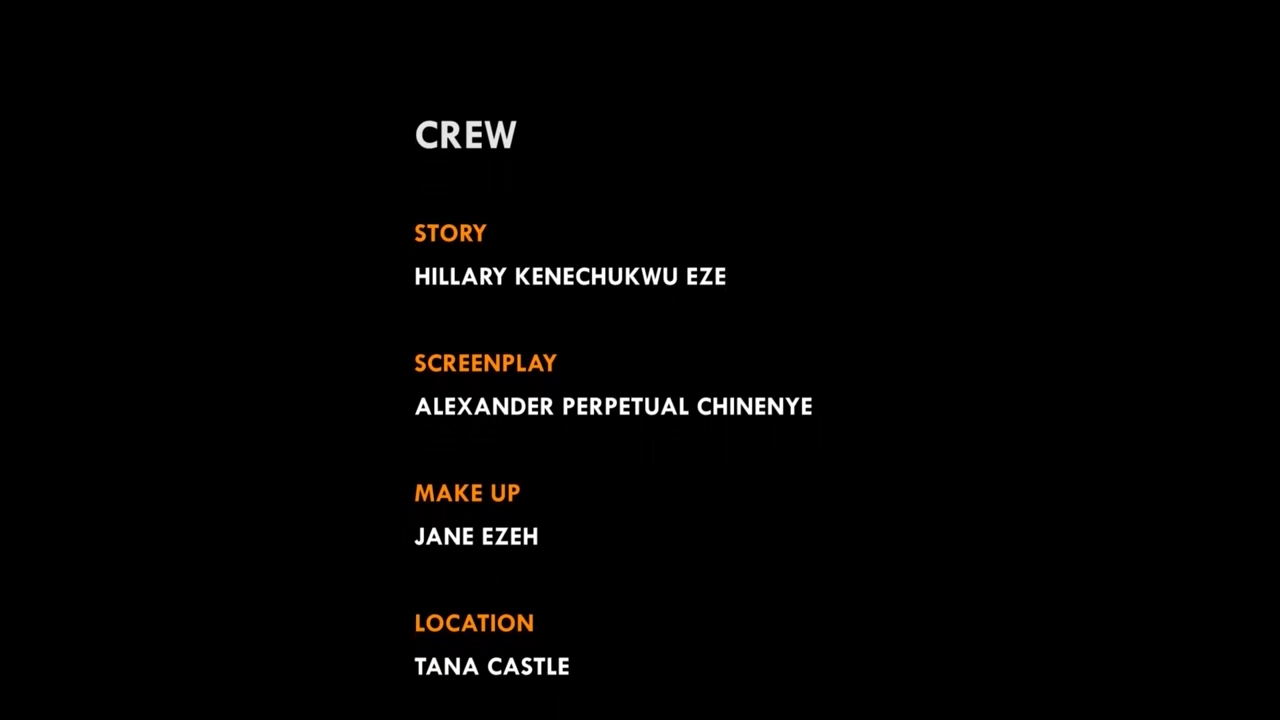 CREW
STORY
HILLARY KENECHUKWU EZE
SCREENPLAY
ALEXANDER PERPETUAL CHINENYE
MAKE UP
JANE EZEH
LOCATION
TANA CASTLE